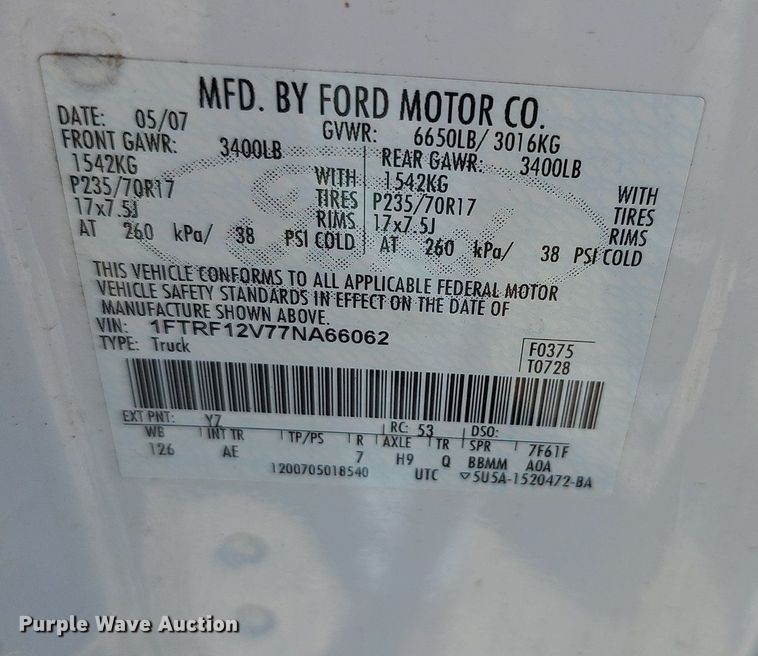 MFD. BY FORD MOTOR CO.
DATE: 05/07 GVWR: 6650LB/ 3016KG
FRONT GAWR: 3400LB REAR GAWR: 3400LB
1542KG WITH 1542KG WITH
P235/70R17 TIRES P235/70R17 TIRES
17x7.5J RIMS 17x7.5J RIMS
AT 260 kPa/ 38 PSI COLD AT 260 kPa/ 38 PSI COLD
THIS VEHICLE CONFORMS TO ALL APPLICABLE FEDERAL MOTOR
VEHICLE SAFETY STANDARDS IN EFFECT ON THE DATE OF
MANUFACTURE SHOWN ABOVE.
VIN: 1FTRF12V77NA66062
TYPE: Truck
F0375
T0728
EXT PNT: Y7 RC: 53 DSO:
WB INT TR TP/PS R AXLE TR SPR 7F61F
126 AE 7 H9 Q BBMM A0A
1200705018540 UTC ▽5U5A-1520472-BA
Purple Wave Auction